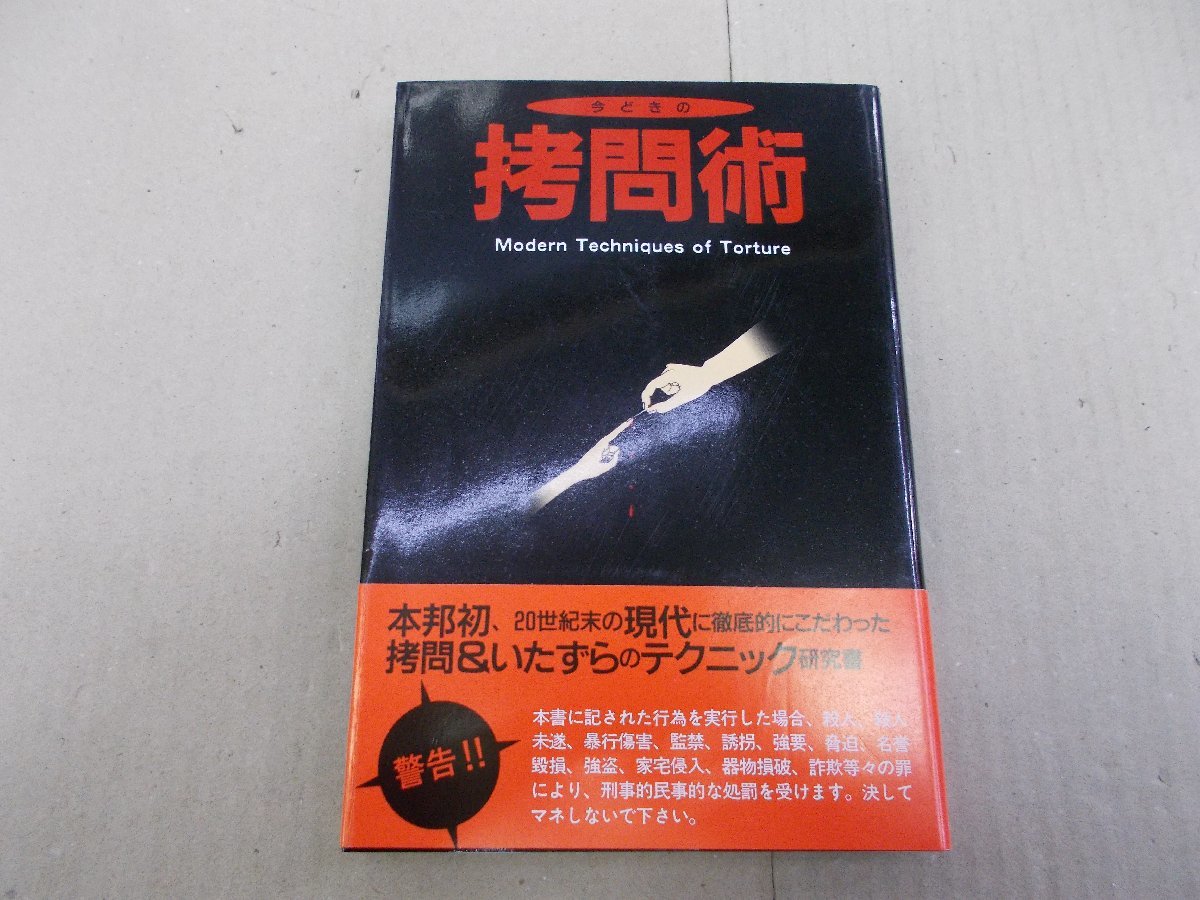 今どきの
拷問術
Modern Techniques of Torture
本邦初、20世紀末の現代に徹底的にこだわった
拷問&いたずらのテクニック研究書
警告!!
本書に記された行為を実行した場合、殺人、殺人
未遂、暴行傷害、監禁、誘拐、強要、脅迫、名誉
毀損、強盗、家宅侵入、器物損破、詐欺等々の罪
により、刑事的民事的な処罰を受けます。決して
マネしないで下さい。